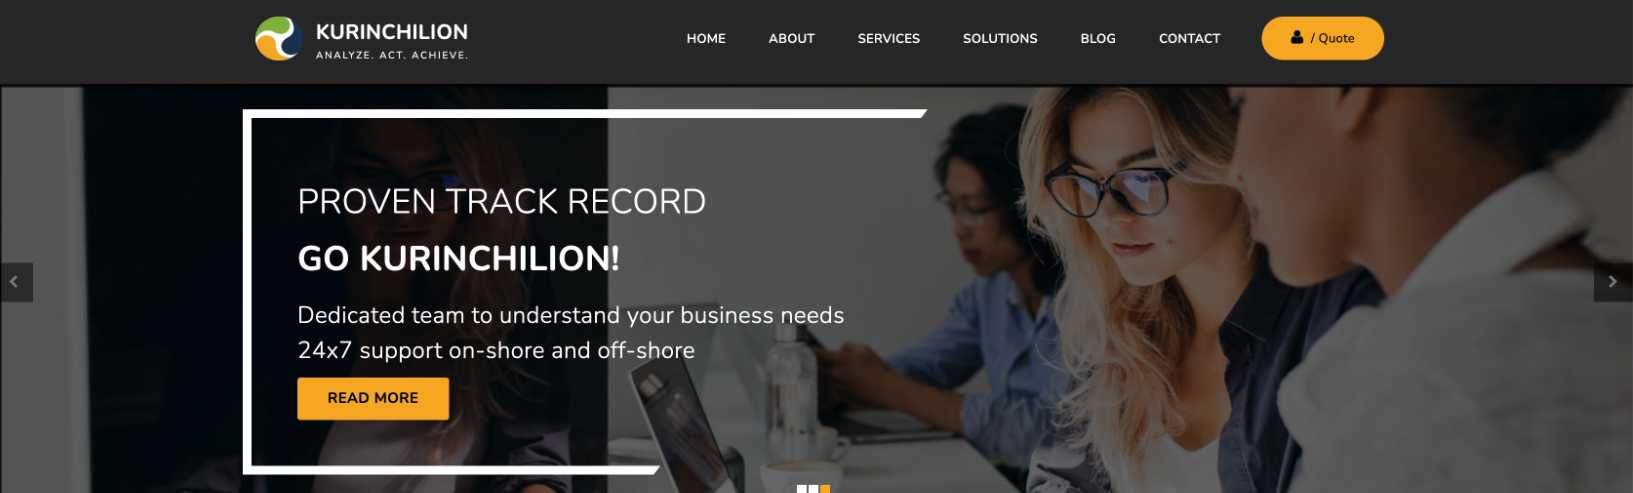 KURINCHILION
ANALYZE. ACT. ACHIEVE.
HOME ABOUT SERVICES SOLUTIONS BLOG CONTACT / Quote
PROVEN TRACK RECORD
GO KURINCHILION!
Dedicated team to understand your business needs
24x7 support on-shore and off-shore
READ MORE